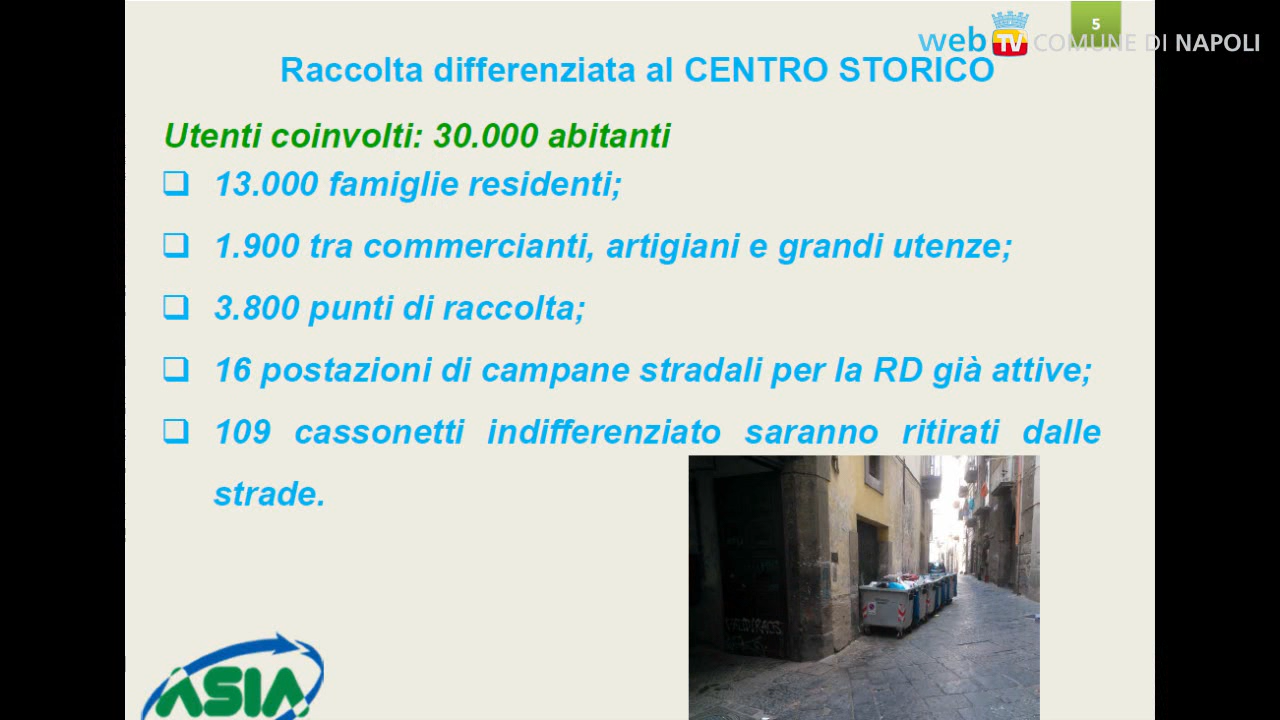 5
web TV COMUNE DI NAPOLI
Raccolta differenziata al CENTRO STORICO
Utenti coinvolti: 30.000 abitanti
❑ 13.000 famiglie residenti;
❑ 1.900 tra commercianti, artigiani e grandi utenze;
❑ 3.800 punti di raccolta;
❑ 16 postazioni di campane stradali per la RD già attive;
❑ 109 cassonetti indifferenziato saranno ritirati dalle
strade.
ASIA